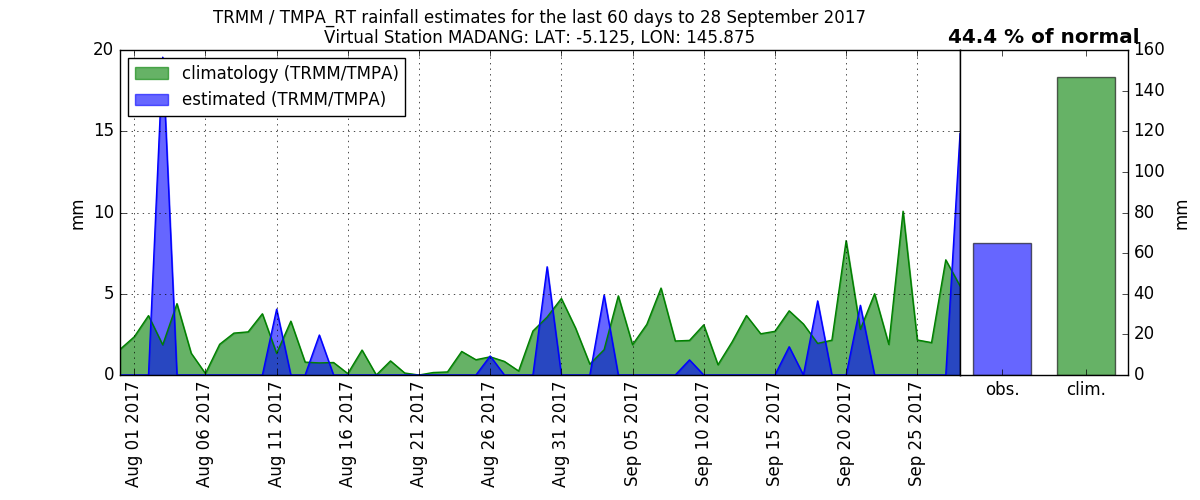 TRMM / TMPA_RT rainfall estimates for the last 60 days to 28 September 2017
Virtual Station MADANG: LAT: -5.125, LON: 145.875
44.4 % of normal
climatology (TRMM/TMPA)
estimated (TRMM/TMPA)
20
15
10
5
0
mm
160
140
120
100
80
60
40
20
0
mm
Aug 01 2017
Aug 06 2017
Aug 11 2017
Aug 16 2017
Aug 21 2017
Aug 26 2017
Aug 31 2017
Sep 05 2017
Sep 10 2017
Sep 15 2017
Sep 20 2017
Sep 25 2017
obs.
clim.